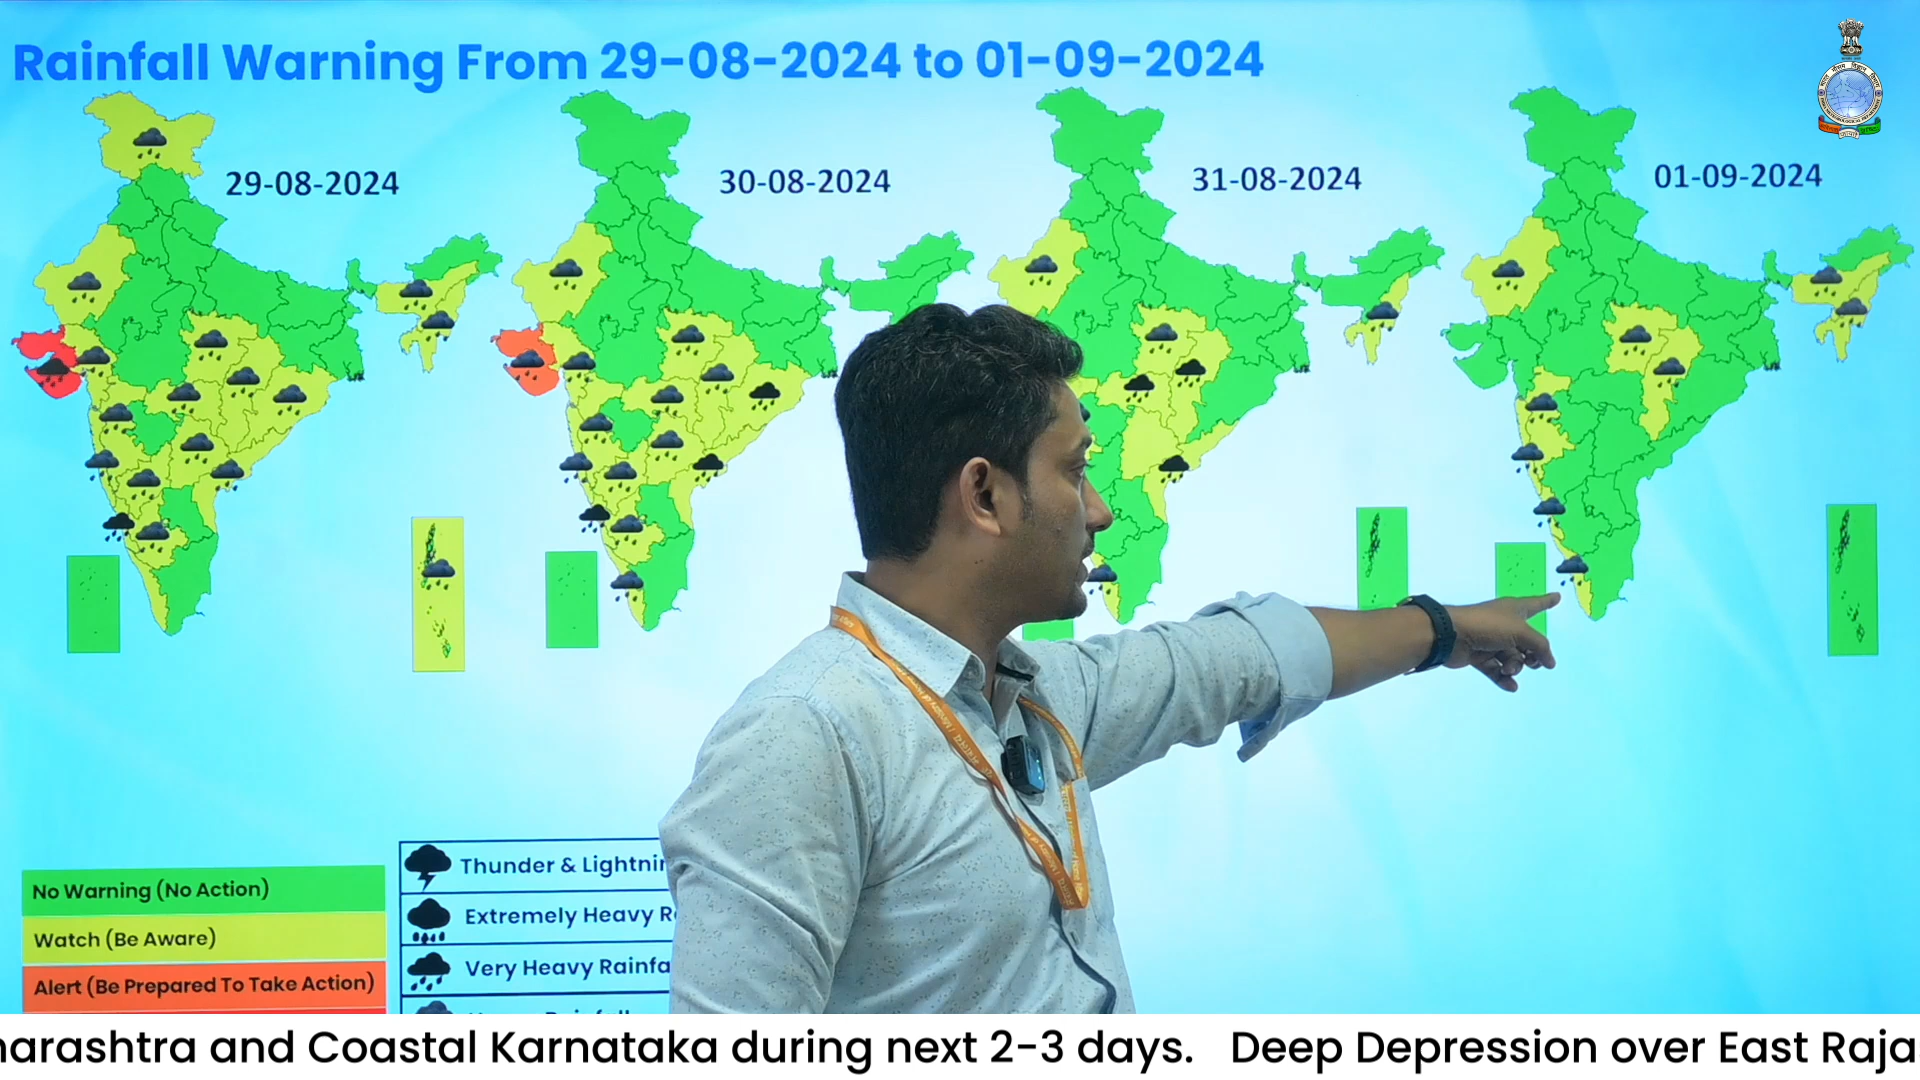 Rainfall Warning From 29-08-2024 to 01-09-2024
29-08-2024
30-08-2024
31-08-2024
01-09-2024
No Warning (No Action)
Watch (Be Aware)
Alert (Be Prepared To Take Action)
Thunder & Lightnin
Extremely Heavy R
Very Heavy Rainfa
harashtra and Coastal Karnataka during next 2-3 days. Deep Depression over East Raja